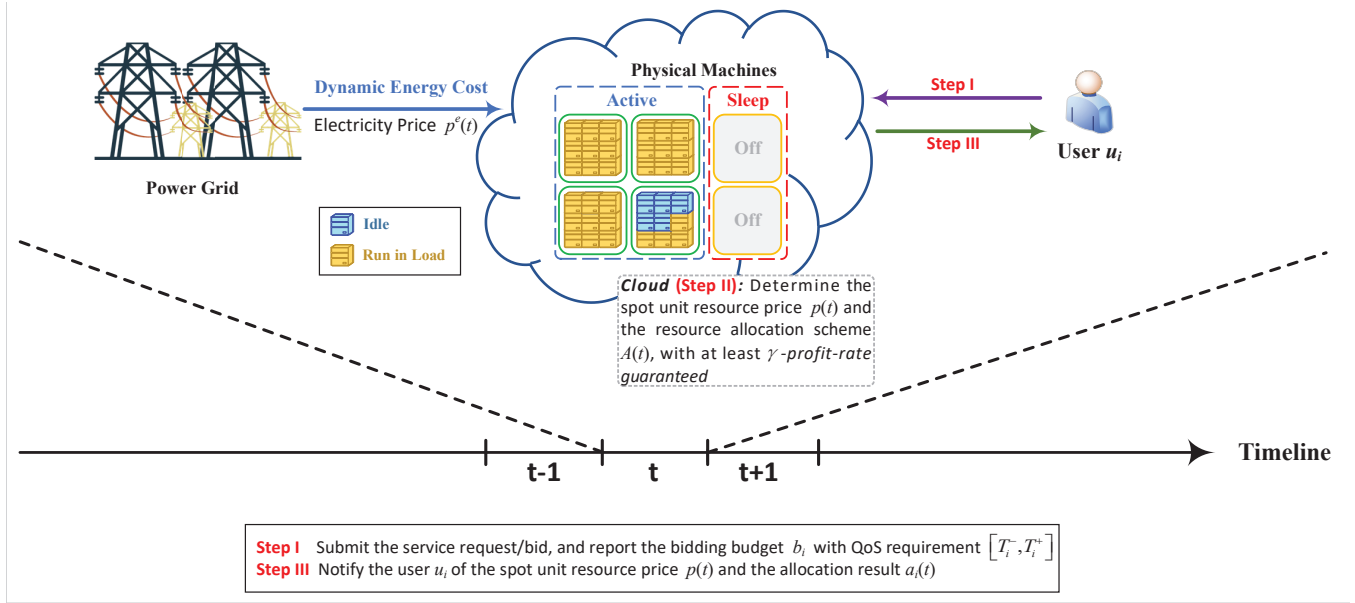 Dynamic Energy Cost
Electricity Price p^e(t)
Power Grid
Idle
Run in Load
Physical Machines
Active
Sleep
Off
Off
Step I
Step III
User u_i
Cloud (Step II): Determine the
spot unit resource price p(t) and
the resource allocation scheme
A(t), with at least γ-profit-rate
guaranteed
t-1
t
t+1
Timeline
Step I Submit the service request/bid, and report the bidding budget b_i with QoS requirement [T_i^-, T_i^+]
Step III Notify the user u_i of the spot unit resource price p(t) and the allocation result a_i(t)